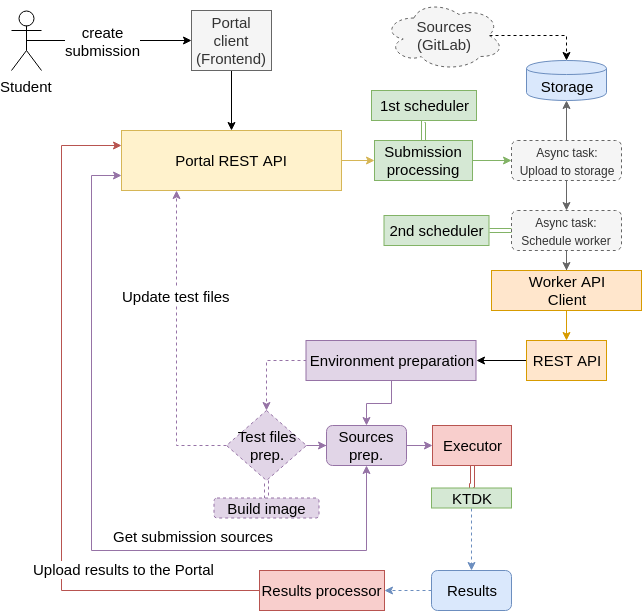 Student
create
submission
Portal
client
(Frontend)
Sources
(GitLab)
Storage
1st scheduler
Portal REST API
Submission
processing
Async task:
Upload to storage
2nd scheduler
Async task:
Schedule worker
Worker API
Client
Update test files
Environment preparation
REST API
Test files
prep.
Sources
prep.
Executor
KTDK
Build image
Get submission sources
Upload results to the Portal
Results processor
Results